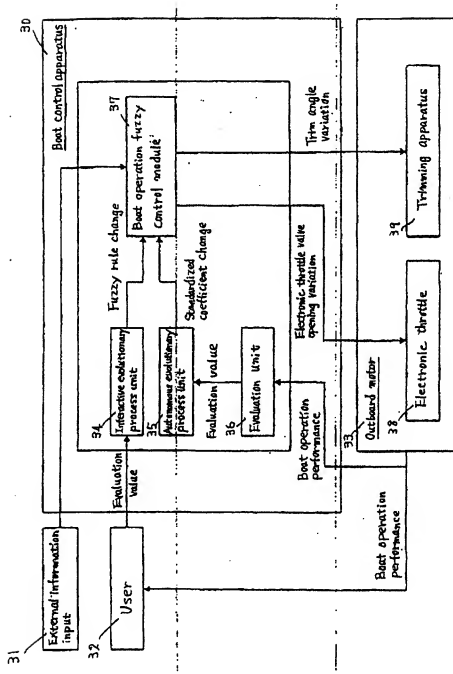 30
Boat control apparatus
31
External information
input
32
User
Evaluation
value
34
Interactive evolutionary
process unit
35
Autonomous evolutionary
process unit
Evaluation value
36
Evaluation unit
Boat operation
performance
Fuzzy rule change
Standardized
coefficient change
37
Boat operation fuzzy
control module
Electronic throttle valve
opening variation
Trim angle
variation
33
Outboard motor
38
Electronic throttle
39
Trimming apparatus
Boat operation
performance